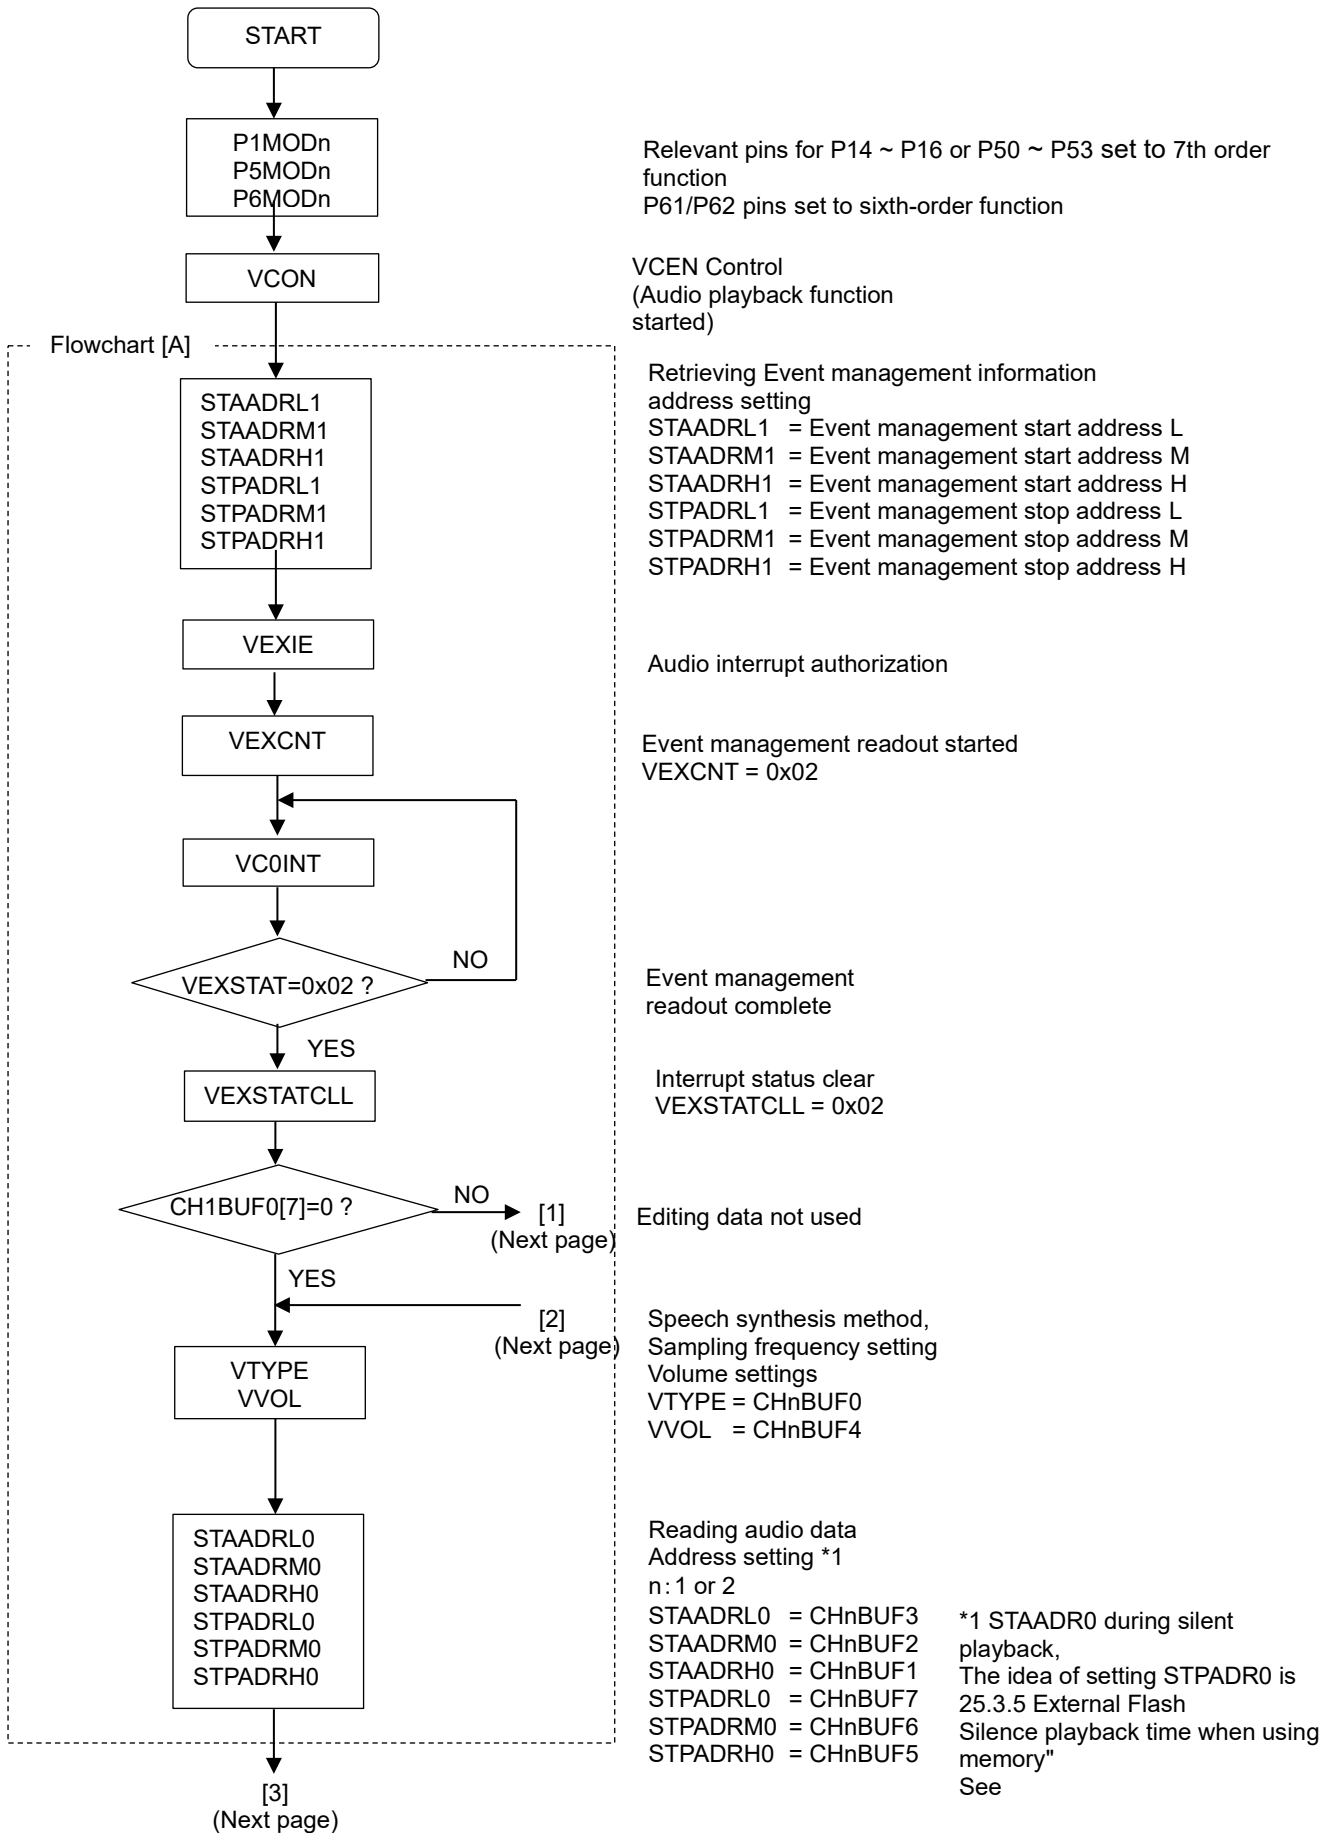 START
P1MODn
P5MODn
P6MODn
Relevant pins for P14 ~ P16 or P50 ~ P53 set to 7th order
function
P61/P62 pins set to sixth-order function
VCON
VCEN Control
(Audio playback function
started)
Flowchart [A]
STAADRL1
STAADRM1
STAADRH1
STPADRL1
STPADRM1
STPADRH1
Retrieving Event management information
address setting
STAADRL1 = Event management start address L
STAADRM1 = Event management start address M
STAADRH1 = Event management start address H
STPADRL1 = Event management stop address L
STPADRM1 = Event management stop address M
STPADRH1 = Event management stop address H
VEXIE
Audio interrupt authorization
VEXCNT
Event management readout started
VEXCNT = 0x02
VC0INT
VEXSTAT=0x02 ?
NO
YES
Event management
readout complete
VEXSTATCLL
Interrupt status clear
VEXSTATCLL = 0x02
CH1BUF0[7]=0 ?
NO
[1]
(Next page)
Editing data not used
YES
[2]
(Next page)
VTYPE
VVOL
Speech synthesis method,
Sampling frequency setting
Volume settings
VTYPE = CHnBUF0
VVOL = CHnBUF4
STAADRL0
STAADRM0
STAADRH0
STPADRL0
STPADRM0
STPADRH0
Reading audio data
Address setting *1
n：1 or 2
STAADRL0 = CHnBUF3
STAADRM0 = CHnBUF2
STAADRH0 = CHnBUF1
STPADRL0 = CHnBUF7
STPADRM0 = CHnBUF6
STPADRH0 = CHnBUF5
*1 STAADR0 during silent
playback,
The idea of setting STPADR0 is
25.3.5 External Flash
Silence playback time when using
memory"
See
[3]
(Next page)